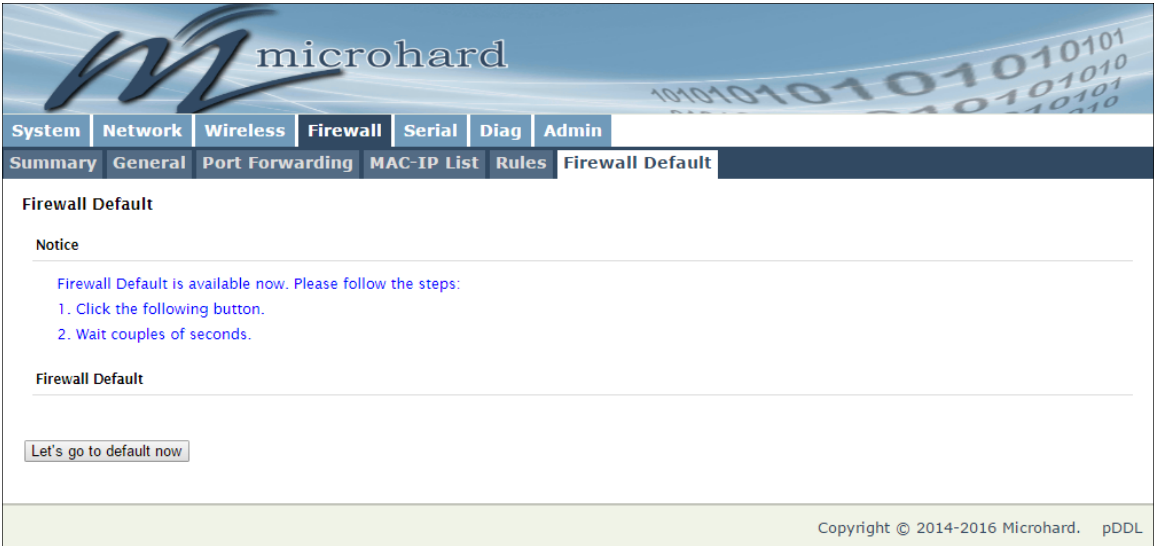 microhard
System Network Wireless Firewall Serial Diag Admin
Summary General Port Forwarding MAC-IP List Rules Firewall Default
Firewall Default
Notice
Firewall Default is available now. Please follow the steps:
1. Click the following button.
2. Wait couples of seconds.
Firewall Default
Let's go to default now
Copyright © 2014-2016 Microhard. pDDL